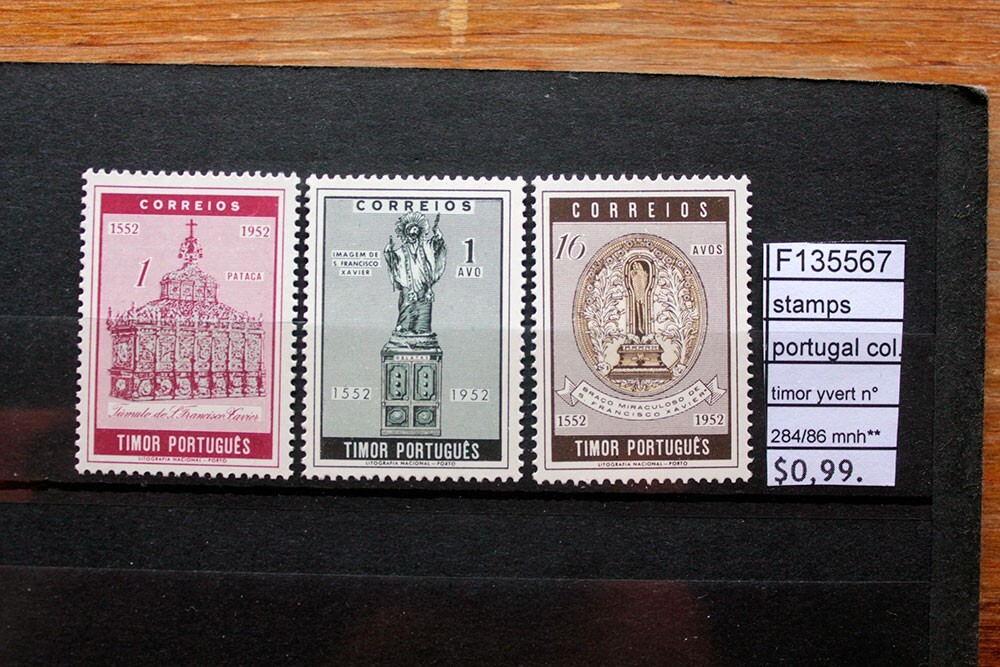 CORREIOS
1552 1952
1 PATACA
Túmulo de S. Francisco Xavier
TIMOR PORTUGUÊS
LITOGRAFIA NACIONAL - PORTO
CORREIOS
IMAGEM DE
S. FRANCISCO
XAVIER
1
AVO
1552 1952
TIMOR PORTUGUÊS
LITOGRAFIA NACIONAL - PORTO
CORREIOS
16 AVOS
BRAÇO MIRACULOSO DE
S. FRANCISCO XAVIER
1552 1952
TIMOR PORTUGUÊS
LITOGRAFIA NACIONAL - PORTO
F135567
stamps
portugal col.
timor yvert n°
284/86 mnh**
$0,99.